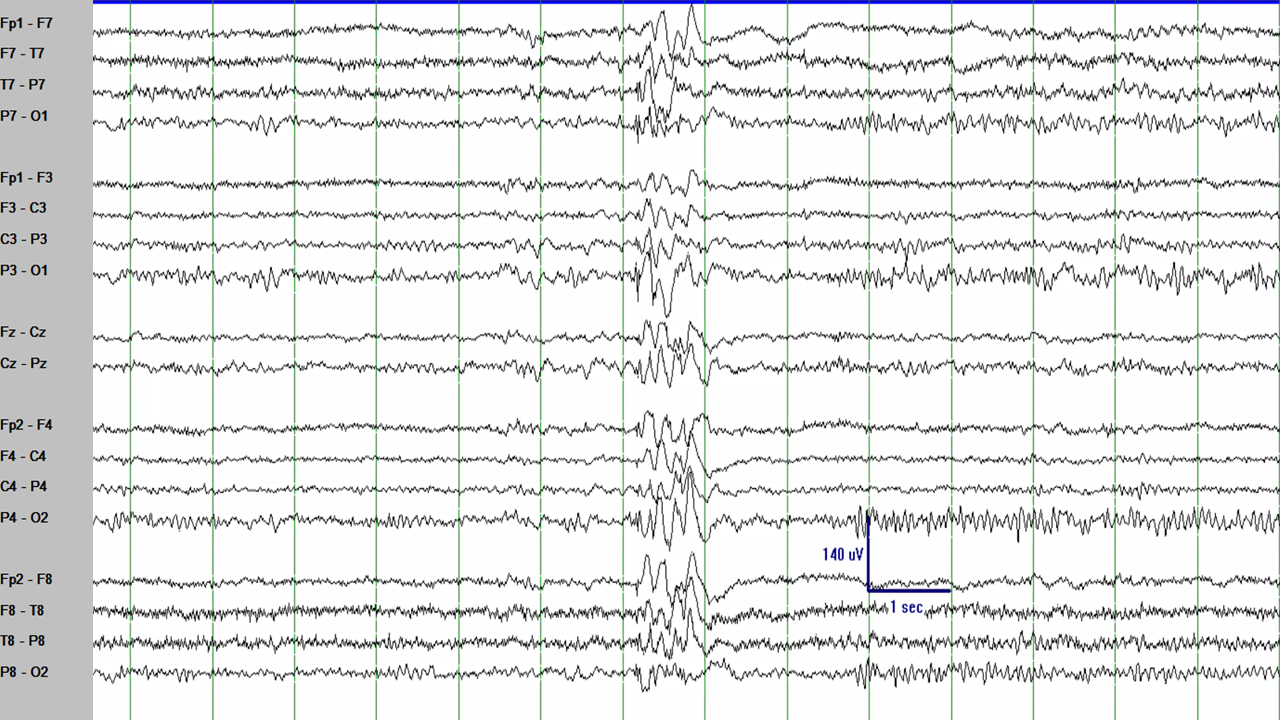 Fp1 - F7
F7 - T7
T7 - P7
P7 - O1
Fp1 - F3
F3 - C3
C3 - P3
P3 - O1
Fz - Cz
Cz - Pz
Fp2 - F4
F4 - C4
C4 - P4
P4 - O2
140 uV
Fp2 - F8
1 sec.
F8 - T8
T8 - P8
P8 - O2